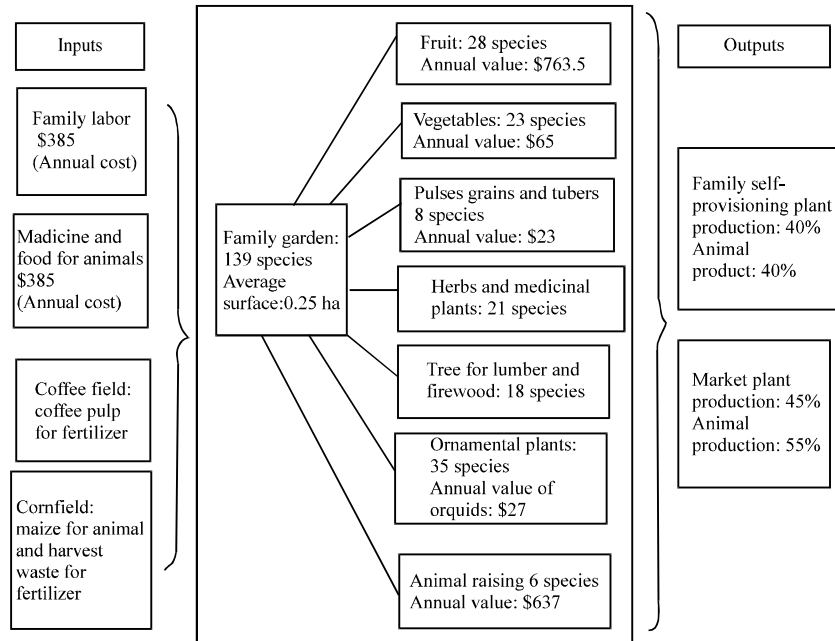 Inputs
Family labor
$385
(Annual cost)
Madicine and
food for animals
$385
(Annual cost)
Coffee field:
coffee pulp
for fertilizer
Cornfield:
maize for animal
and harvest
waste for
fertilizer
Family garden:
139 species
Average
surface:0.25 ha
Fruit: 28 species
Annual value: $763.5
Vegetables: 23 species
Annual value: $65
Pulses grains and tubers
8 species
Annual value: $23
Herbs and medicinal
plants: 21 species
Tree for lumber and
firewood: 18 species
Ornamental plants:
35 species
Annual value of
orquids: $27
Animal raising 6 species
Annual value: $637
Outputs
Family self-
provisioning plant
production: 40%
Animal
product: 40%
Market plant
production: 45%
Animal
production: 55%